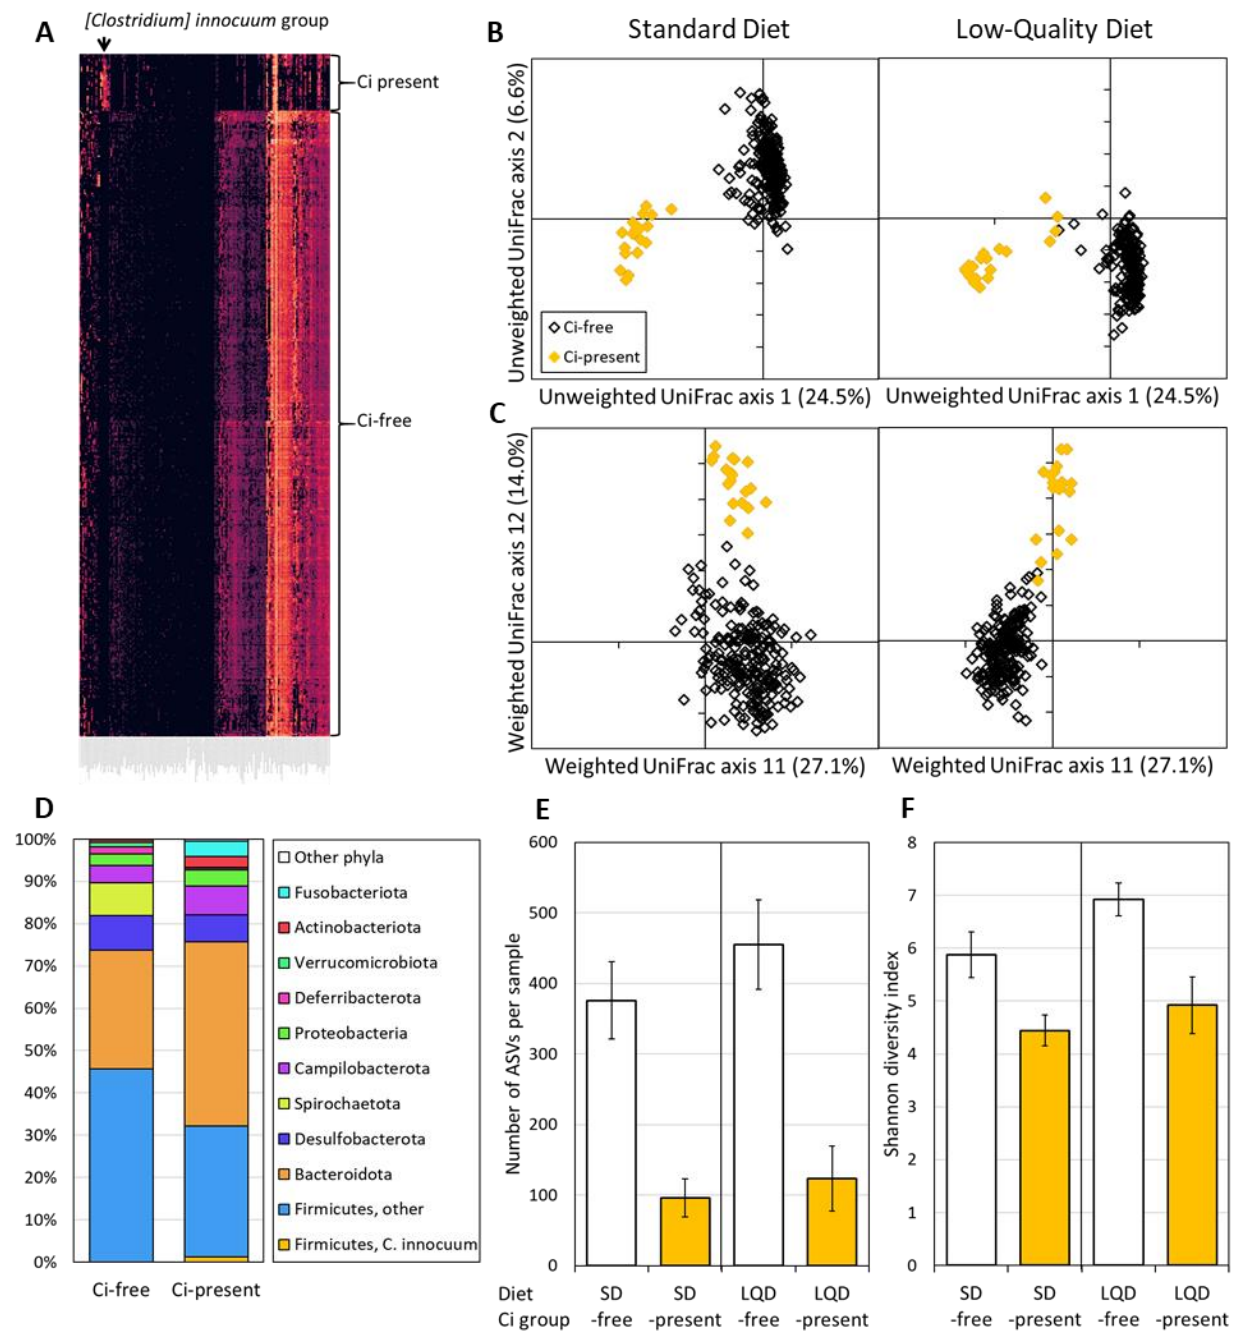 [Clostridium] innocuum group
A
Ci present
Ci-free
B
Standard Diet
Low-Quality Diet
Unweighted UniFrac axis 2 (6.6%)
Ci-free
Ci-present
Unweighted UniFrac axis 1 (24.5%)
Unweighted UniFrac axis 1 (24.5%)
C
Weighted UniFrac axis 12 (14.0%)
Weighted UniFrac axis 11 (27.1%)
Weighted UniFrac axis 11 (27.1%)
D
100%
90%
80%
70%
60%
50%
40%
30%
20%
10%
0%
Ci-free
Ci-present
Other phyla
Fusobacteriota
Actinobacteriota
Verrucomicrobiota
Deferribacterota
Proteobacteria
Campilobacterota
Spirochaetota
Desulfobacterota
Bacteroidota
Firmicutes, other
Firmicutes, C. innocuum
E
Number of ASVs per sample
600
500
400
300
200
100
0
Diet SD SD LQD LQD
Ci group -free -present -free -present
F
Shannon diversity index
8
7
6
5
4
3
2
1
0
SD SD LQD LQD
-free -present -free -present